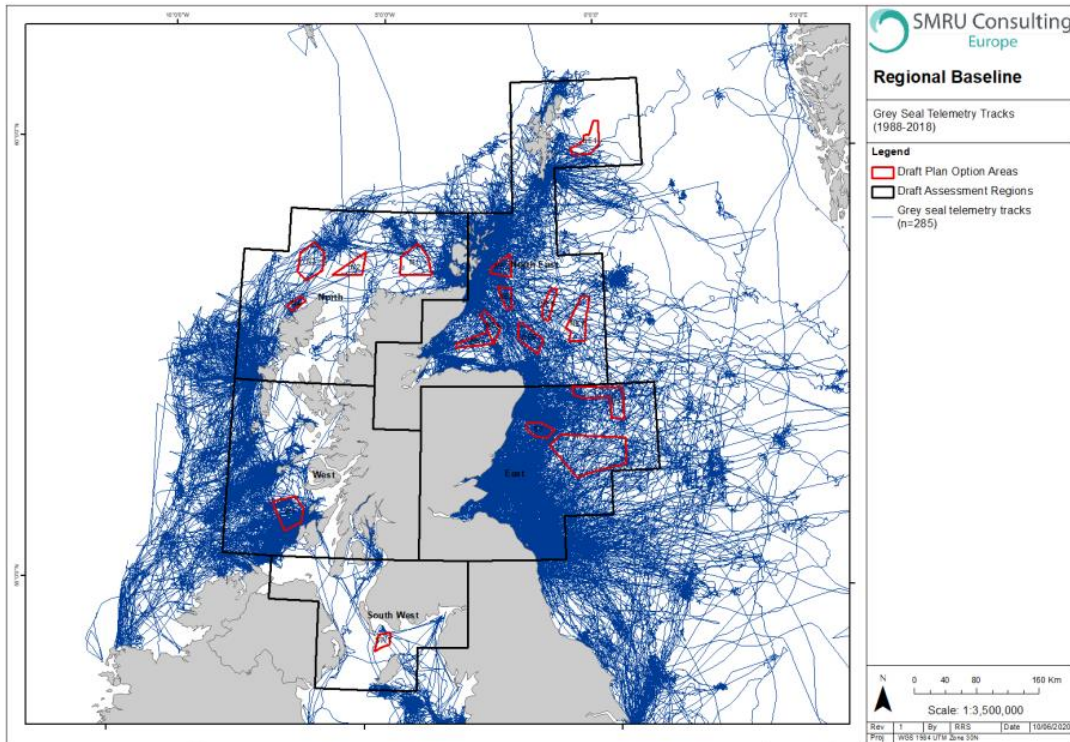 SMRU Consulting
Europe
Regional Baseline
Grey Seal Telemetry Tracks
(1988-2018)
Legend
Draft Plan Option Areas
Draft Assessment Regions
Grey seal telemetry tracks
(n=285)
North East
North
West
East
South West
N
0 40 80 160 Km
Scale: 1:3,500,000
Rev 1 By RRS Date 10/06/2020
Proj WGS 1984 UTM Zone 30N